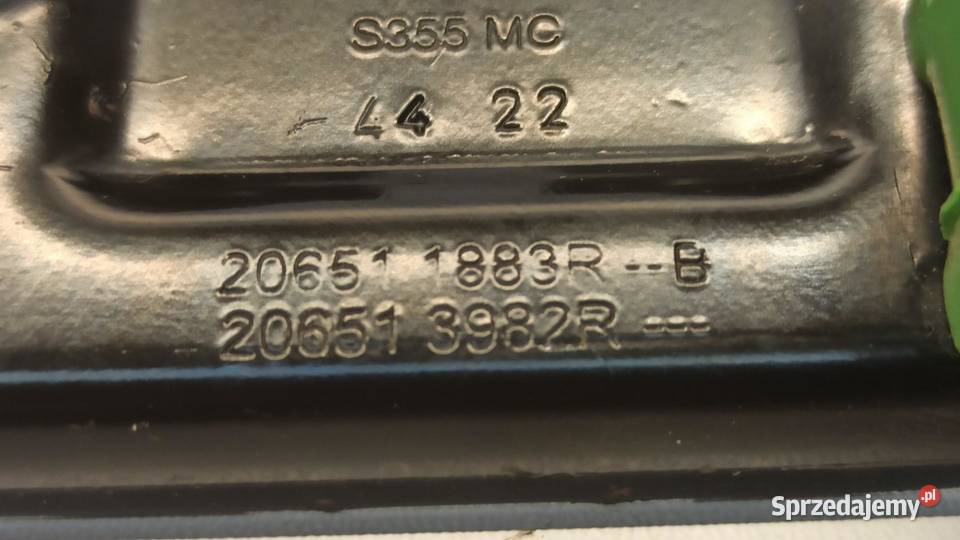 S355 MC
44 22
20651 1883R --B
20651 3982R ---
Sprzedajemy.pl